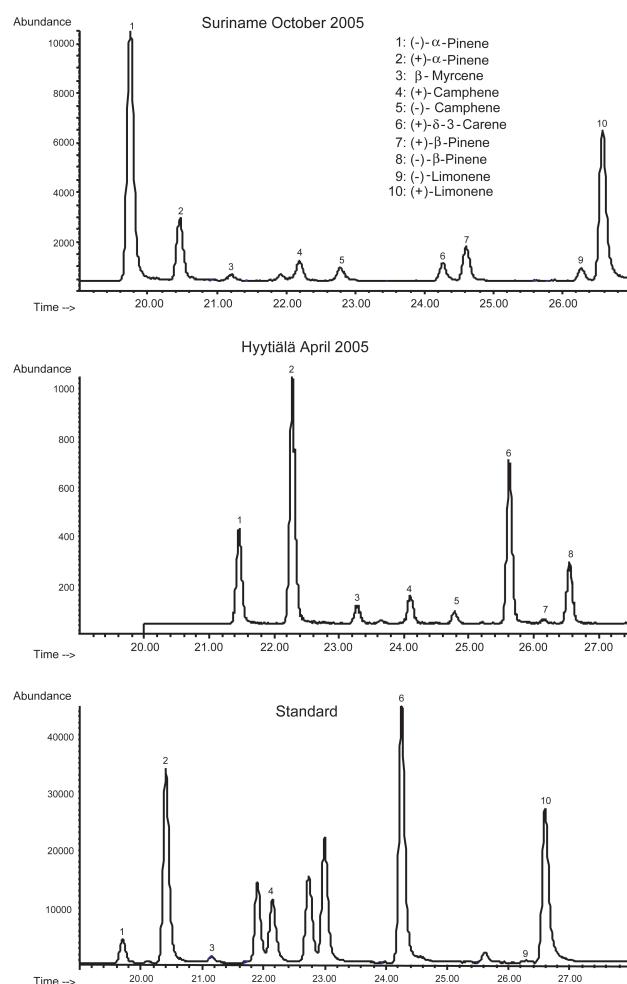 Abundance
Suriname October 2005
1: (-)-α-Pinene
2: (+)-α-Pinene
3: β-Myrcene
4: (+)-Camphene
5: (-)- Camphene
6: (+)-δ-3-Carene
7: (+)-β-Pinene
8: (-)-β-Pinene
9: (-)-Limonene
10: (+)-Limonene
10000
8000
6000
4000
2000
1
2
3
4
5
6
7
9
10
20.00 21.00 22.00 23.00 24.00 25.00 26.00
Time -->
Hyytiälä April 2005
Abundance
1000
800
600
400
200
1
2
3
4
5
6
7
8
20.00 21.00 22.00 23.00 24.00 25.00 26.00 27.00
Time -->
Abundance
Standard
40000
30000
20000
10000
1
2
3
4
6
9
10
20.00 21.00 22.00 23.00 24.00 25.00 26.00 27.00
Time -->